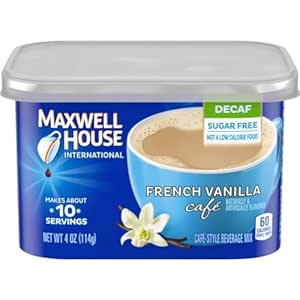 DECAF
SUGAR FREE
NOT A LOW CALORIE FOOD
MAXWELL
HOUSE
INTERNATIONAL
MAKES ABOUT
10
SERVINGS
FRENCH VANILLA
café
NATURALLY &
ARTIFICIALLY FLAVORED
60
CALORIES
NET WT 4 OZ (114g)
CAFE-STYLE BEVERAGE MIX